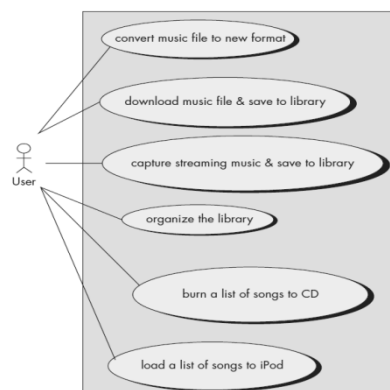 convert music file to new format
download music file & save to library
capture streaming music & save to library
User
organize the library
burn a list of songs to CD
load a list of songs to iPod